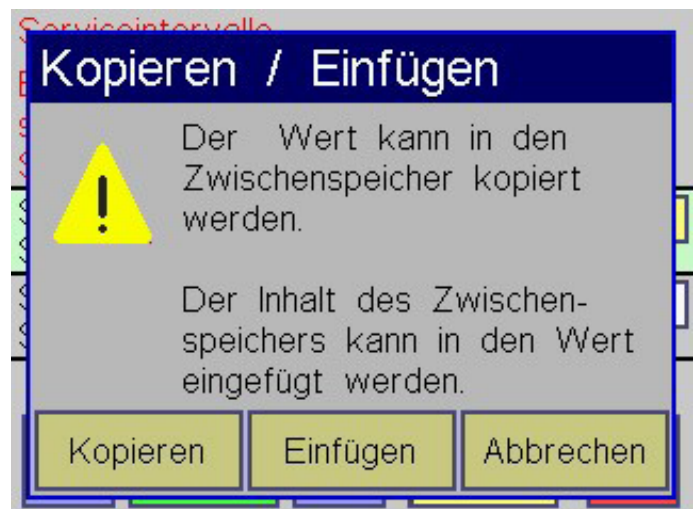 Serviceintervalle
Kopieren / Einfügen
Der Wert kann in den
Zwischenspeicher kopiert
werden.
Der Inhalt des Zwischen-
speichers kann in den Wert
eingefügt werden.
Kopieren
Einfügen
Abbrechen